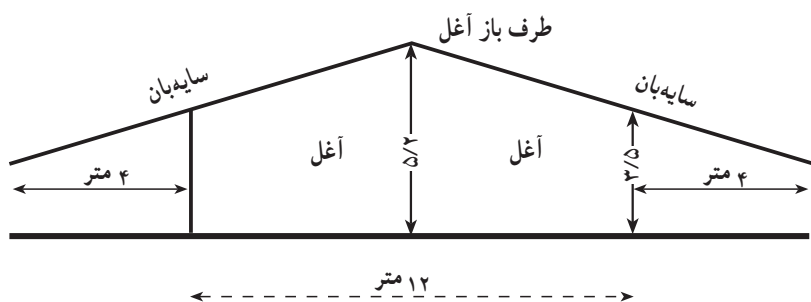 طرف باز آغل
سایه‌بان
سایه‌بان
آغل
آغل
۵/۲
۳/۵
۴ متر
۴ متر
۱۲ متر